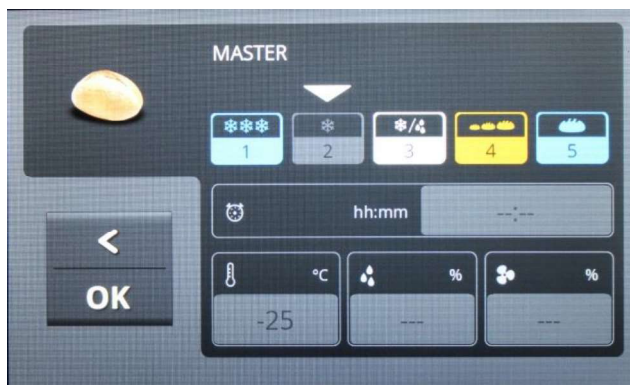 MASTER
1 2 3 4 5
hh:mm --:--
°C % %
-25 --- ---
<
OK